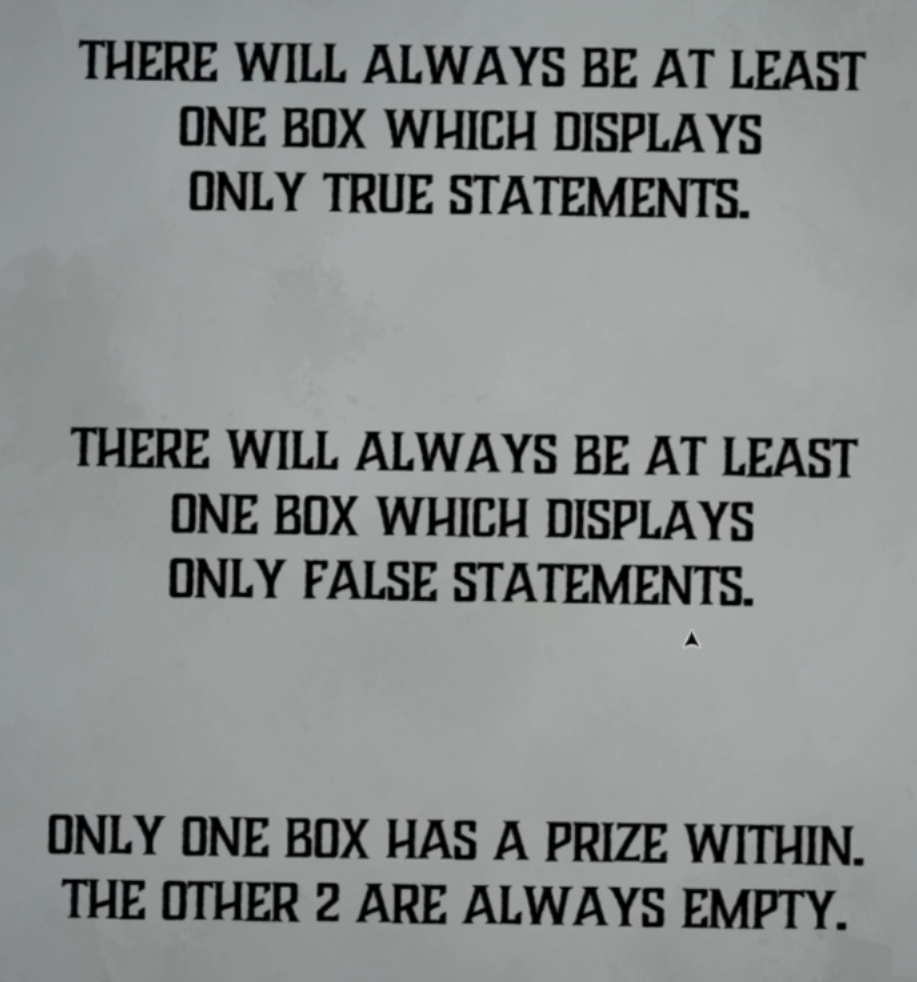 THERE WILL ALWAYS BE AT LEAST
ONE BOX WHICH DISPLAYS
ONLY TRUE STATEMENTS.
THERE WILL ALWAYS BE AT LEAST
ONE BOX WHICH DISPLAYS
ONLY FALSE STATEMENTS.
ONLY ONE BOX HAS A PRIZE WITHIN.
THE OTHER 2 ARE ALWAYS EMPTY.